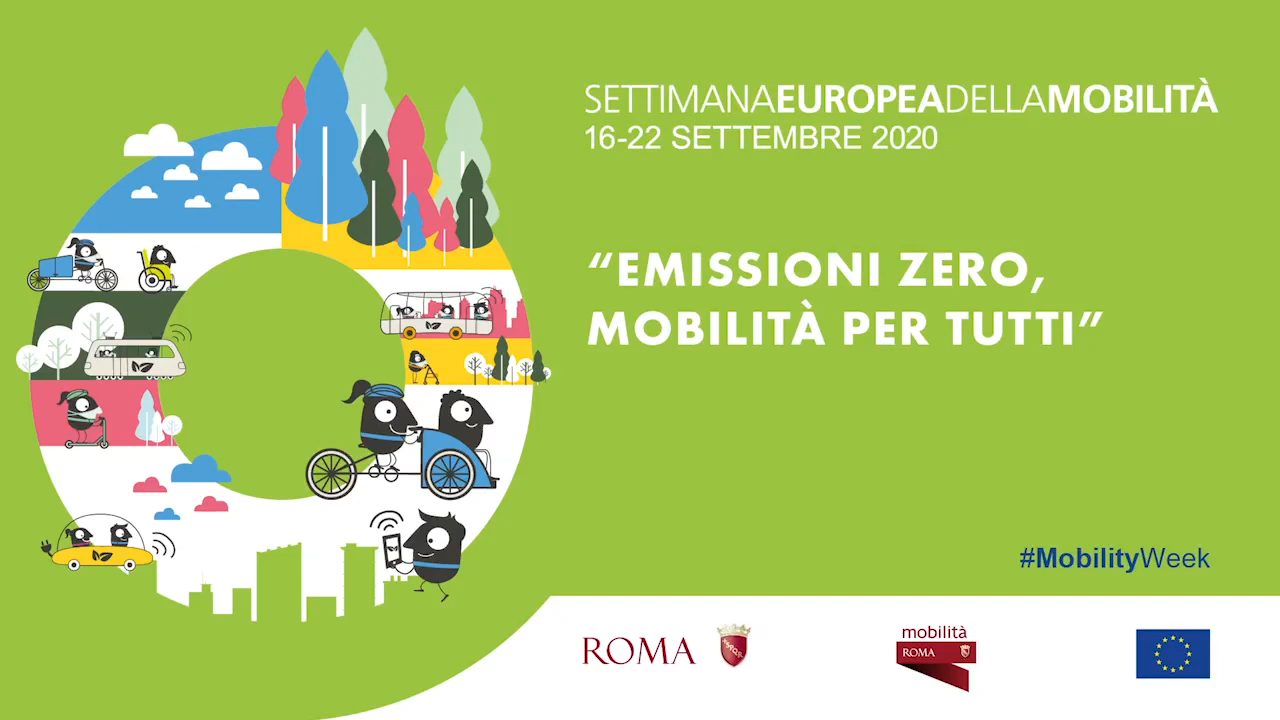 SETTIMANAEUROPEADELLAMOBILITÀ
16-22 SETTEMBRE 2020
“EMISSIONI ZERO,
MOBILITÀ PER TUTTI”
#MobilityWeek
ROMA
mobilità
ROMA